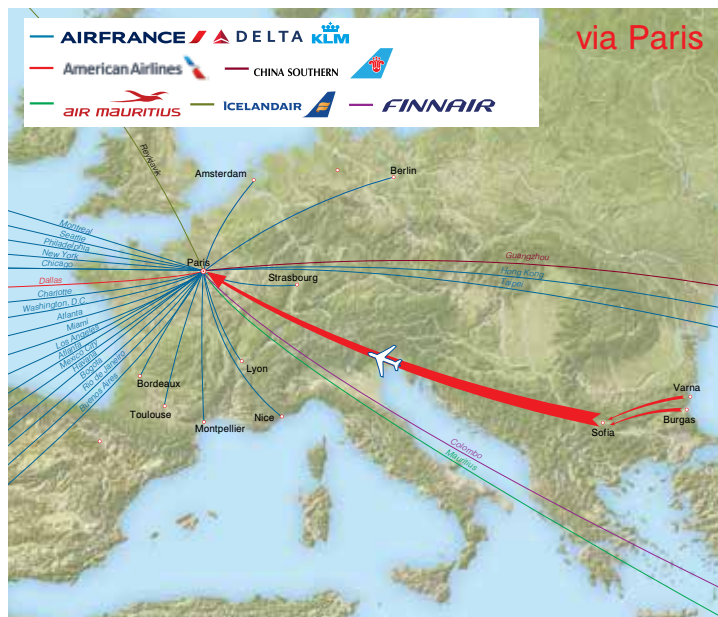 via Paris
AIRFRANCE DELTA KLM
American Airlines CHINA SOUTHERN
AIR MAURITIUS ICELANDAIR FINNAIR
Reykjavik
Amsterdam
Berlin
Montreal
Seattle
Philadelphia
New York
Chicago
Paris
Guangzhou
Hong Kong
Taipei
Strasbourg
Dallas
Charlotte
Washington, D.C.
Atlanta
Miami
Los Angeles
Atlanta
Mexico City
Havana
Bogota
Rio de Janeiro
Buenos Aires
Lyon
Bordeaux
Toulouse
Montpellier
Nice
Varna
Burgas
Sofia
Colombo
Mauritius